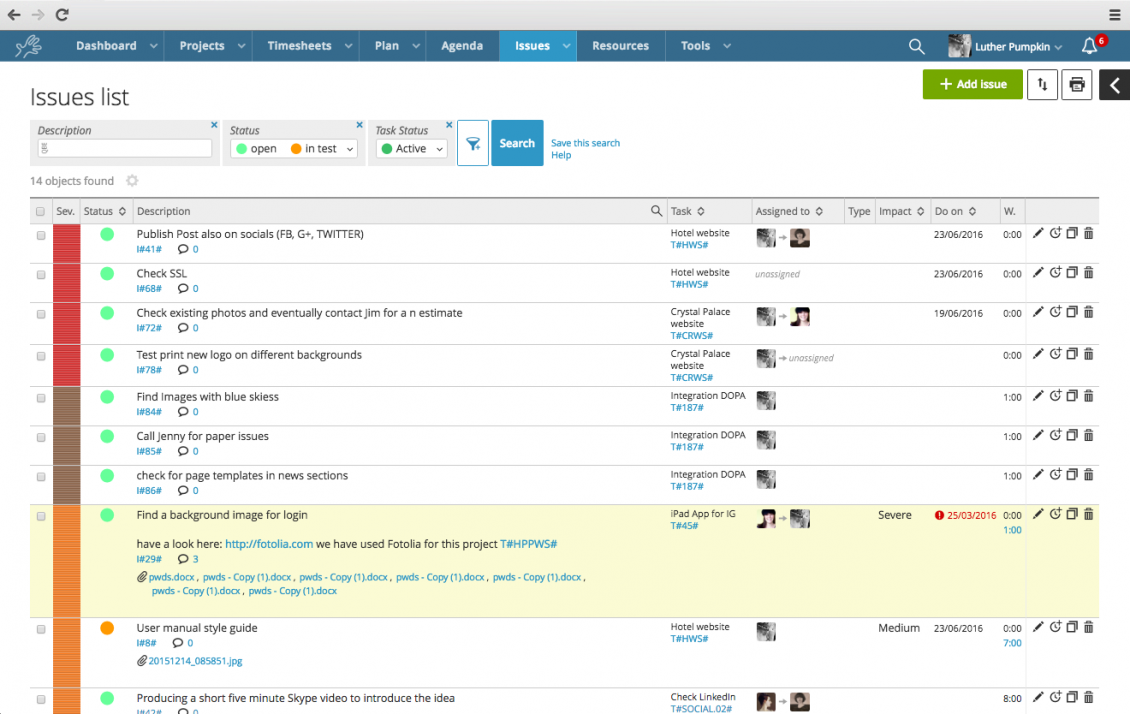 Dashboard Projects Timesheets Plan Agenda Issues Resources Tools Luther Pumpkin 6
Issues list
+ Add issue
Description Status Task Status
open in test Active Search
Save this search
Help
14 objects found
Sev. Status Description Task Assigned to Type Impact Do on W.
Publish Post also on socials (FB, G+, TWITTER) Hotel website 23/06/2016 0:00
I#41# 0 T#HWS#
Check SSL Hotel website unassigned 23/06/2016 0:00
I#68# 0 T#HWS#
Check existing photos and eventually contact Jim for a n estimate Crystal Palace website 19/06/2016 0:00
I#72# 0 T#CRWS#
Test print new logo on different backgrounds Crystal Palace website unassigned 0:00
I#78# 0 T#CRWS#
Find Images with blue skiess Integration DOPA 1:00
I#84# 0 T#187#
Call Jenny for paper issues Integration DOPA 1:00
I#85# 0 T#187#
check for page templates in news sections Integration DOPA 1:00
I#86# 0 T#187#
Find a background image for login iPad App for IG Severe 25/03/2016 0:00
T#45# 1:00
have a look here: http://fotolia.com we have used Fotolia for this project T#HPPWS#
I#29# 3
pwds.docx , pwds - Copy (1).docx , pwds - Copy (1).docx , pwds - Copy (1).docx , pwds - Copy (1).docx ,
pwds - Copy (1).docx , pwds - Copy (1).docx
User manual style guide Hotel website Medium 23/06/2016 0:00
I#8# 0 T#HWS# 7:00
20151214_085851.jpg
Producing a short five minute Skype video to introduce the idea Check LinkedIn 8:00
I#42# 0 T#SOCIAL.02#